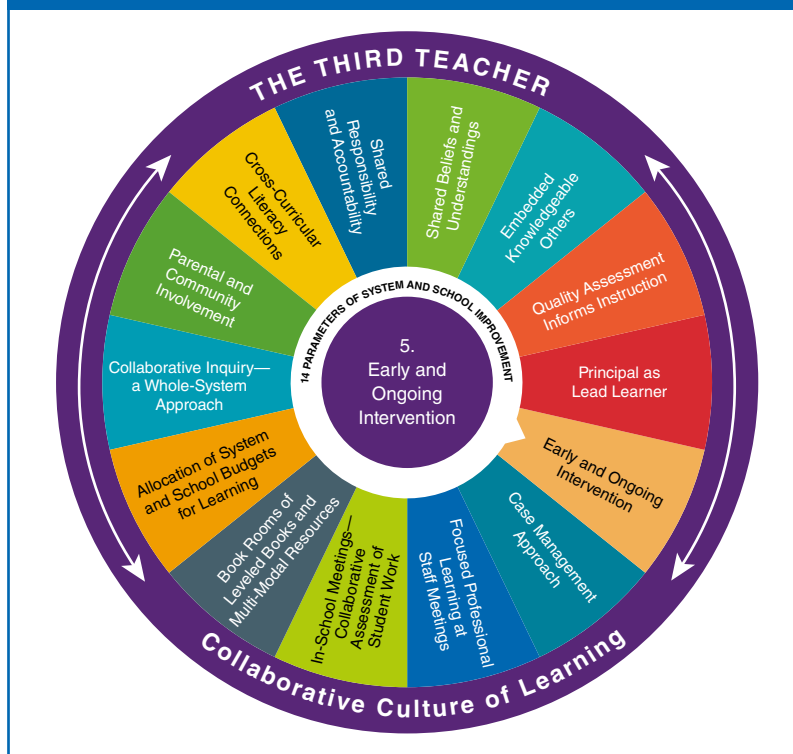 THE THIRD TEACHER
Shared Beliefs and
Understandings
Embedded
Knowledgeable
Others
Quality Assessment
Informs Instruction
Principal as
Lead Learner
Early and Ongoing
Intervention
Case Management
Approach
Focused Professional
Learning at
Staff Meetings
In-School Meetings—
Collaborative
Assessment of
Student Work
Book Rooms of
Leveled Books and
Multi-Modal Resources
Allocation of System
and School Budgets
for Learning
Collaborative Inquiry—
a Whole-System
Approach
Parental and
Community
Involvement
Cross-Curricular
Literacy
Connections
Shared
Responsibility
and Accountability
14 PARAMETERS OF SYSTEM AND SCHOOL IMPROVEMENT
5.
Early and
Ongoing
Intervention
Collaborative Culture of Learning